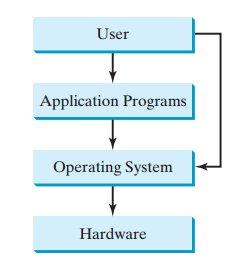 User
Application Programs
Operating System
Hardware